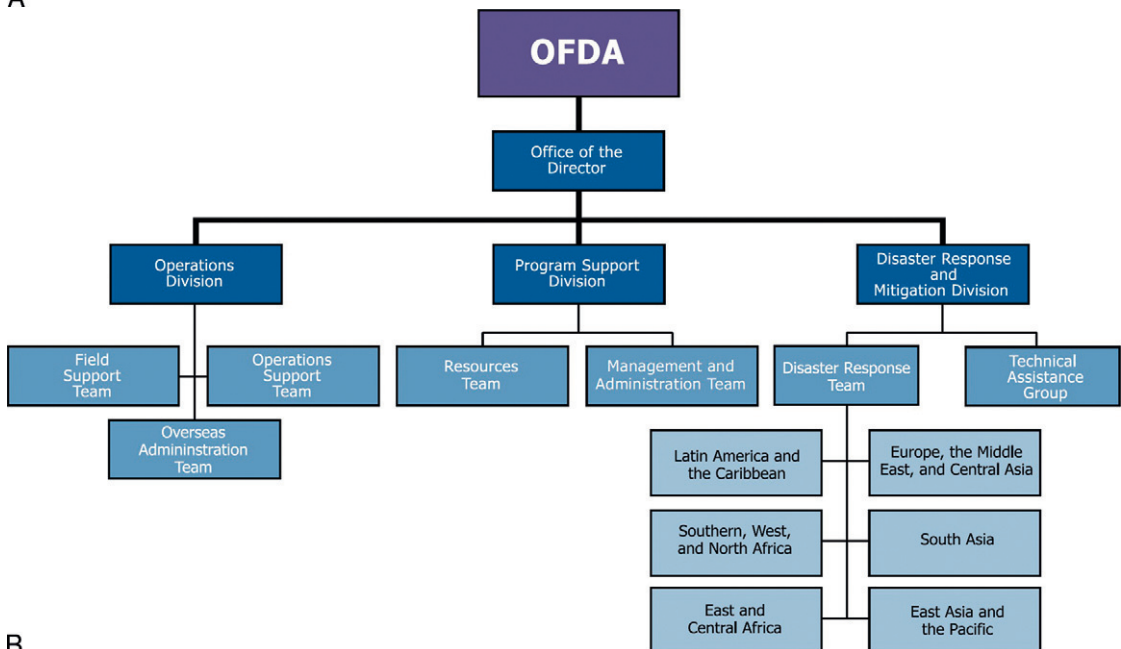 A
OFDA
Office of the
Director
Operations
Division
Program Support
Division
Disaster Response
and
Mitigation Division
Field
Support
Team
Operations
Support
Team
Overseas
Admininstration
Team
Resources
Team
Management and
Administration Team
Disaster Response
Team
Technical
Assistance
Group
Latin America and
the Caribbean
Europe, the Middle
East, and Central Asia
Southern, West,
and North Africa
South Asia
East and
Central Africa
East Asia and
the Pacific
B